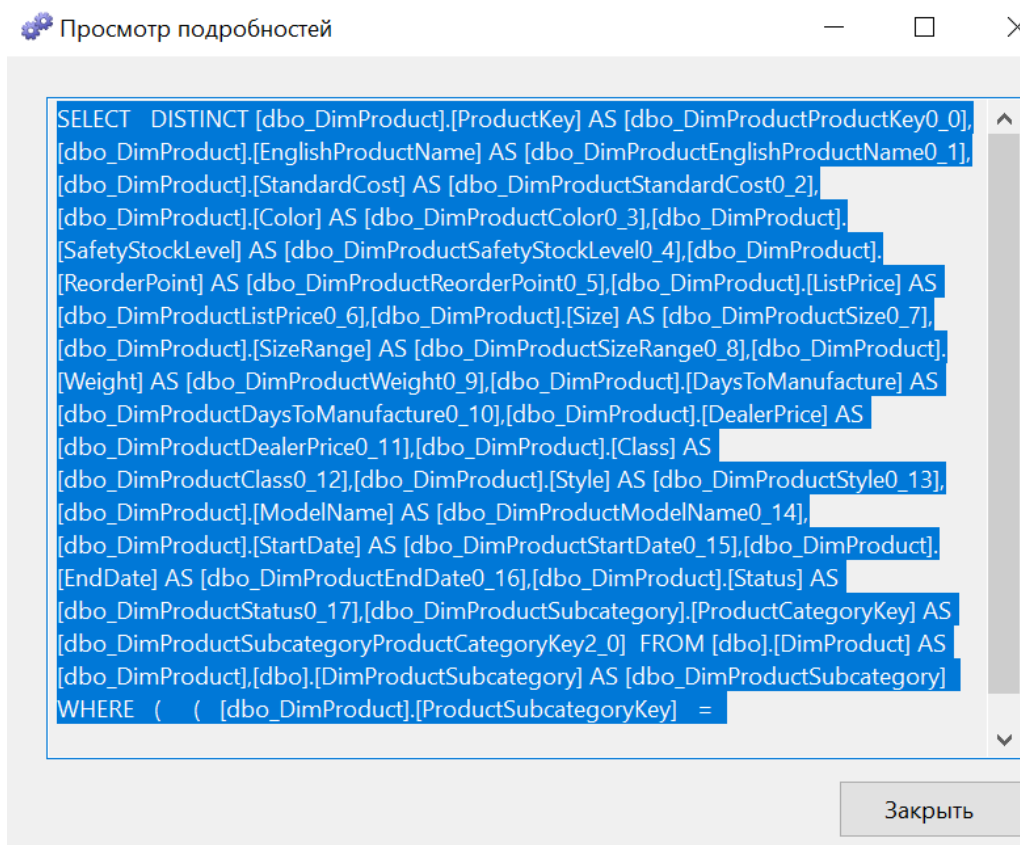 Просмотр подробностей
SELECT   DISTINCT [dbo_DimProduct].[ProductKey] AS [dbo_DimProductProductKey0_0],
[dbo_DimProduct].[EnglishProductName] AS [dbo_DimProductEnglishProductName0_1],
[dbo_DimProduct].[StandardCost] AS [dbo_DimProductStandardCost0_2],
[dbo_DimProduct].[Color] AS [dbo_DimProductColor0_3],[dbo_DimProduct].
[SafetyStockLevel] AS [dbo_DimProductSafetyStockLevel0_4],[dbo_DimProduct].
[ReorderPoint] AS [dbo_DimProductReorderPoint0_5],[dbo_DimProduct].[ListPrice] AS
[dbo_DimProductListPrice0_6],[dbo_DimProduct].[Size] AS [dbo_DimProductSize0_7],
[dbo_DimProduct].[SizeRange] AS [dbo_DimProductSizeRange0_8],[dbo_DimProduct].
[Weight] AS [dbo_DimProductWeight0_9],[dbo_DimProduct].[DaysToManufacture] AS
[dbo_DimProductDaysToManufacture0_10],[dbo_DimProduct].[DealerPrice] AS
[dbo_DimProductDealerPrice0_11],[dbo_DimProduct].[Class] AS
[dbo_DimProductClass0_12],[dbo_DimProduct].[Style] AS [dbo_DimProductStyle0_13],
[dbo_DimProduct].[ModelName] AS [dbo_DimProductModelName0_14],
[dbo_DimProduct].[StartDate] AS [dbo_DimProductStartDate0_15],[dbo_DimProduct].
[EndDate] AS [dbo_DimProductEndDate0_16],[dbo_DimProduct].[Status] AS
[dbo_DimProductStatus0_17],[dbo_DimProductSubcategory].[ProductCategoryKey] AS
[dbo_DimProductSubcategoryProductCategoryKey2_0]  FROM [dbo].[DimProduct] AS
[dbo_DimProduct],[dbo].[DimProductSubcategory] AS [dbo_DimProductSubcategory]
WHERE   (    (   [dbo_DimProduct].[ProductSubcategoryKey]   =
Закрыть